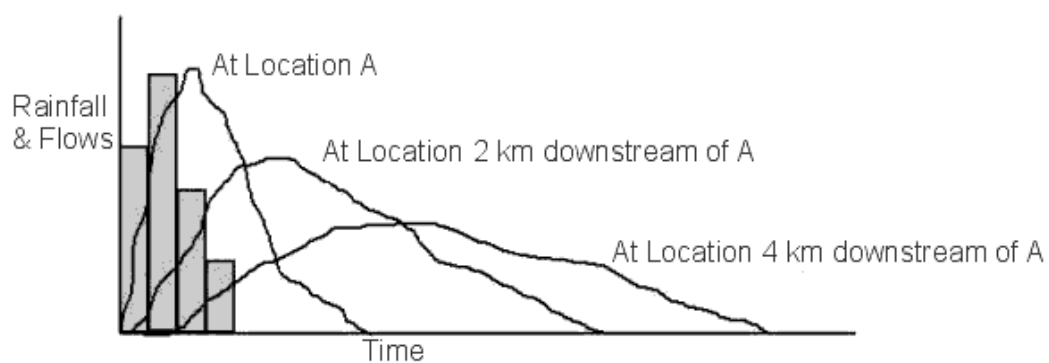 At Location A
Rainfall
& Flows
At Location 2 km downstream of A
At Location 4 km downstream of A
Time